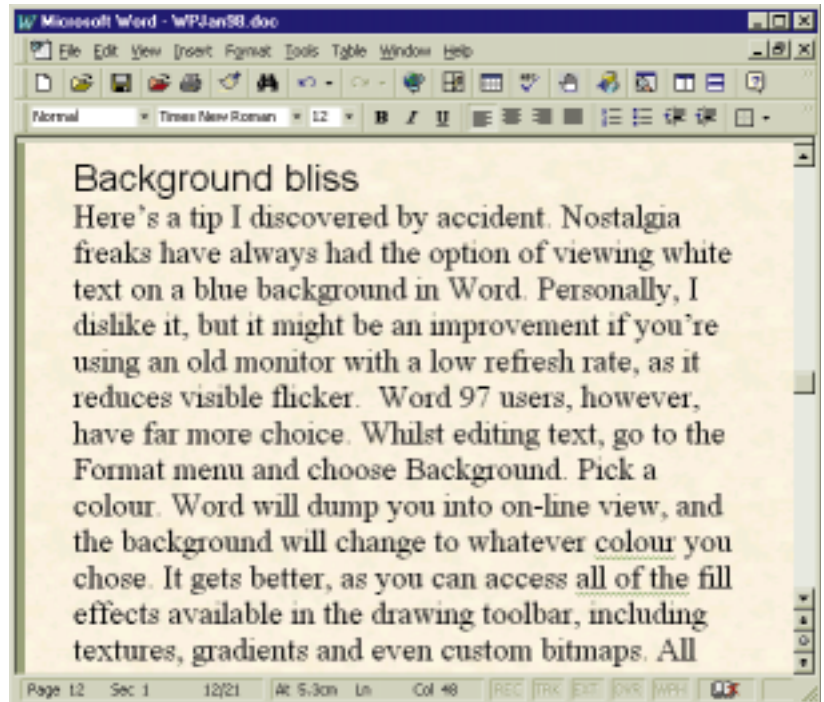 Microsoft Word - WPJan98.doc
File Edit View Insert Format Tools Table Window Help
Normal Times New Roman 12 B I U
Background bliss
Here's a tip I discovered by accident. Nostalgia
freaks have always had the option of viewing white
text on a blue background in Word. Personally, I
dislike it, but it might be an improvement if you're
using an old monitor with a low refresh rate, as it
reduces visible flicker.  Word 97 users, however,
have far more choice. Whilst editing text, go to the
Format menu and choose Background. Pick a
colour. Word will dump you into on-line view, and
the background will change to whatever colour you
chose. It gets better, as you can access all of the fill
effects available in the drawing toolbar, including
textures, gradients and even custom bitmaps. All
Page 12 Sec 1 12/21 At 5.3cm Ln Col 48 REC TRK EXT OVR WPH